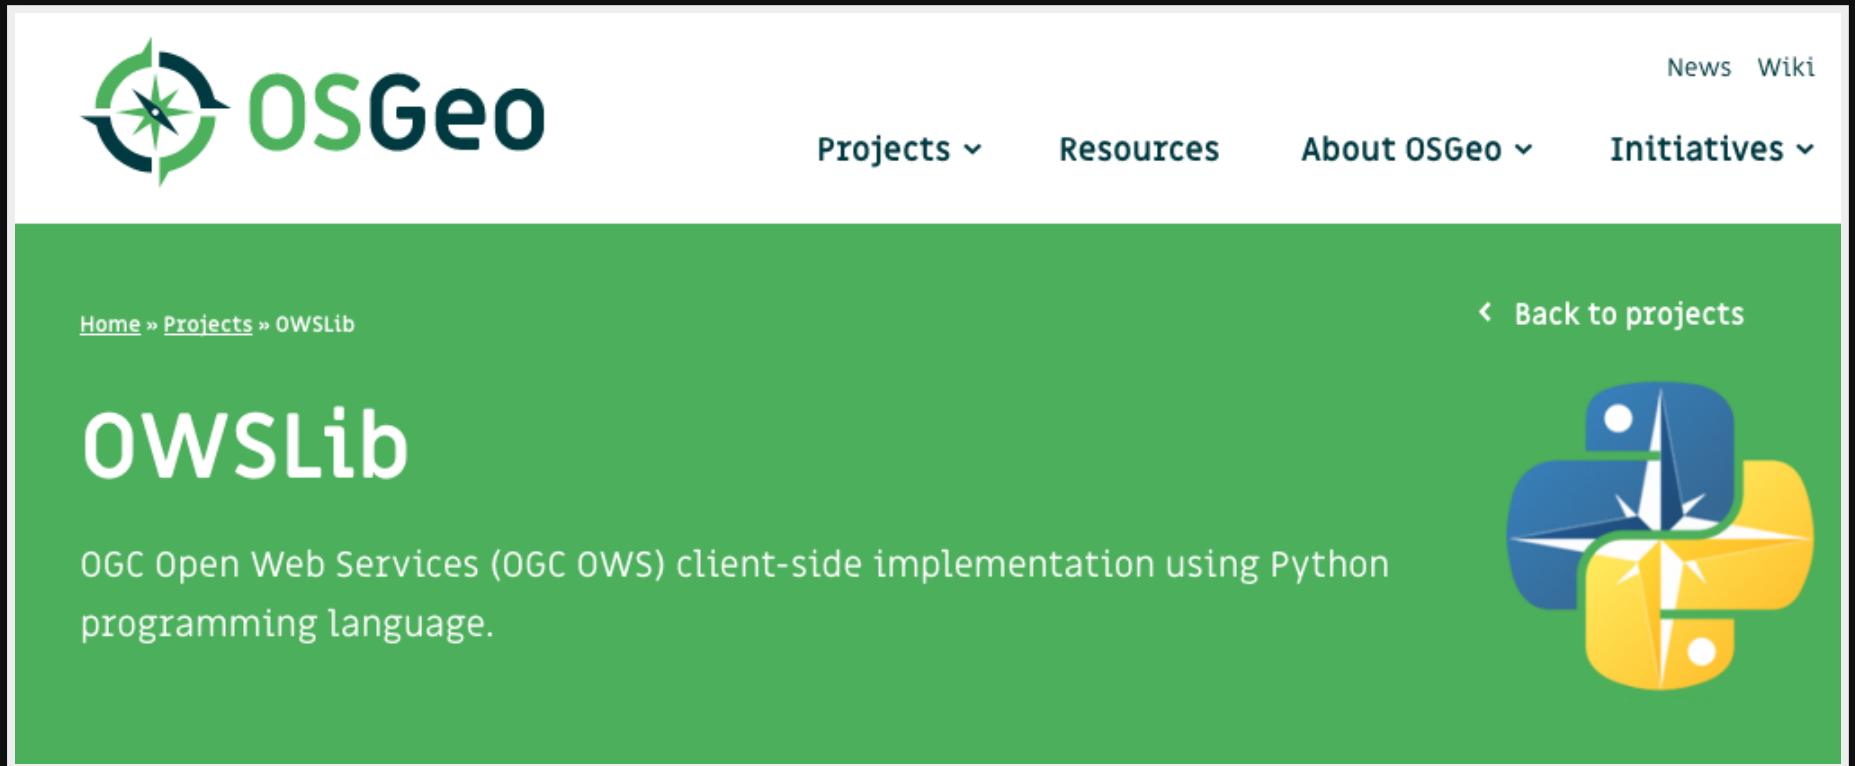 OSGeo
News Wiki
Projects Resources About OSGeo Initiatives
Home » Projects » OWSLib
Back to projects
OWSLib
OGC Open Web Services (OGC OWS) client-side implementation using Python
programming language.